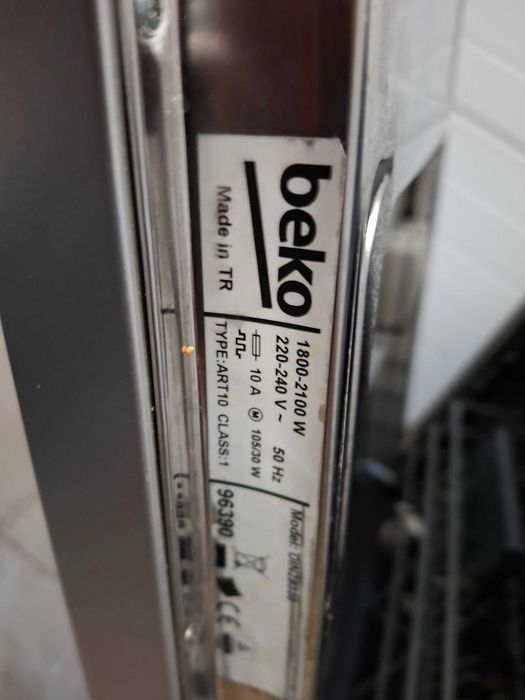 beko
Made in TR
1800-2100 W
220-240 V ~ 50 Hz
10 A M 105/30 W
TYPE:ART10 CLASS:1
Model:
96390
CE